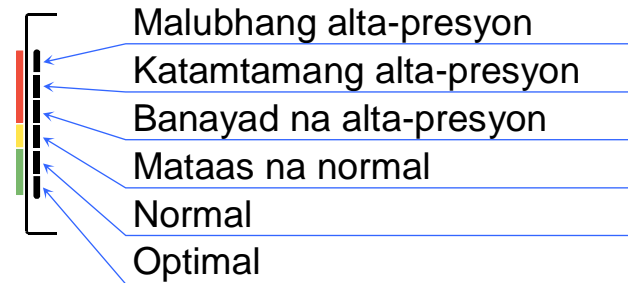 Malubhang alta-presyon
Katamtamang alta-presyon
Banayad na alta-presyon
Mataas na normal
Normal
Optimal